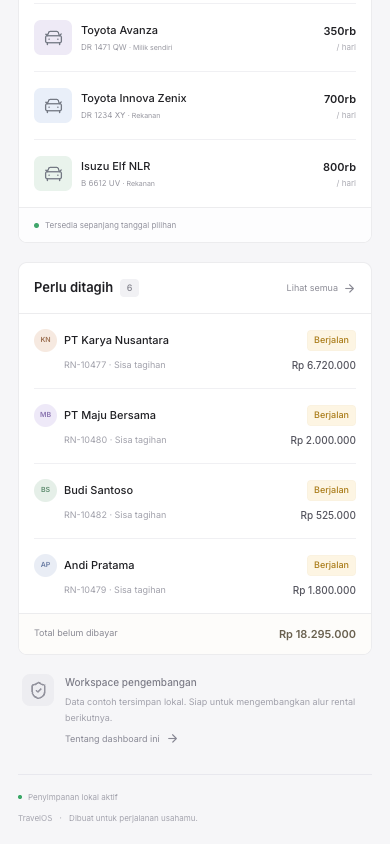 Toyota Avanza
350rb
DR 1471 QW · Milik sendiri
/ hari
Toyota Innova Zenix
700rb
DR 1234 XY · Rekanan
/ hari
Isuzu Elf NLR
800rb
B 6612 UV · Rekanan
/ hari
Tersedia sepanjang tanggal pilihan
Perlu ditagih 6
Lihat semua →
KN PT Karya Nusantara
Berjalan
RN-10477 · Sisa tagihan
Rp 6.720.000
MB PT Maju Bersama
Berjalan
RN-10480 · Sisa tagihan
Rp 2.000.000
BS Budi Santoso
Berjalan
RN-10482 · Sisa tagihan
Rp 525.000
AP Andi Pratama
Berjalan
RN-10479 · Sisa tagihan
Rp 1.800.000
Total belum dibayar
Rp 18.295.000
Workspace pengembangan
Data contoh tersimpan lokal. Siap untuk mengembangkan alur rental
berikutnya.
Tentang dashboard ini →
Penyimpanan lokal aktif
TravelOS · Dibuat untuk perjalanan usahamu.